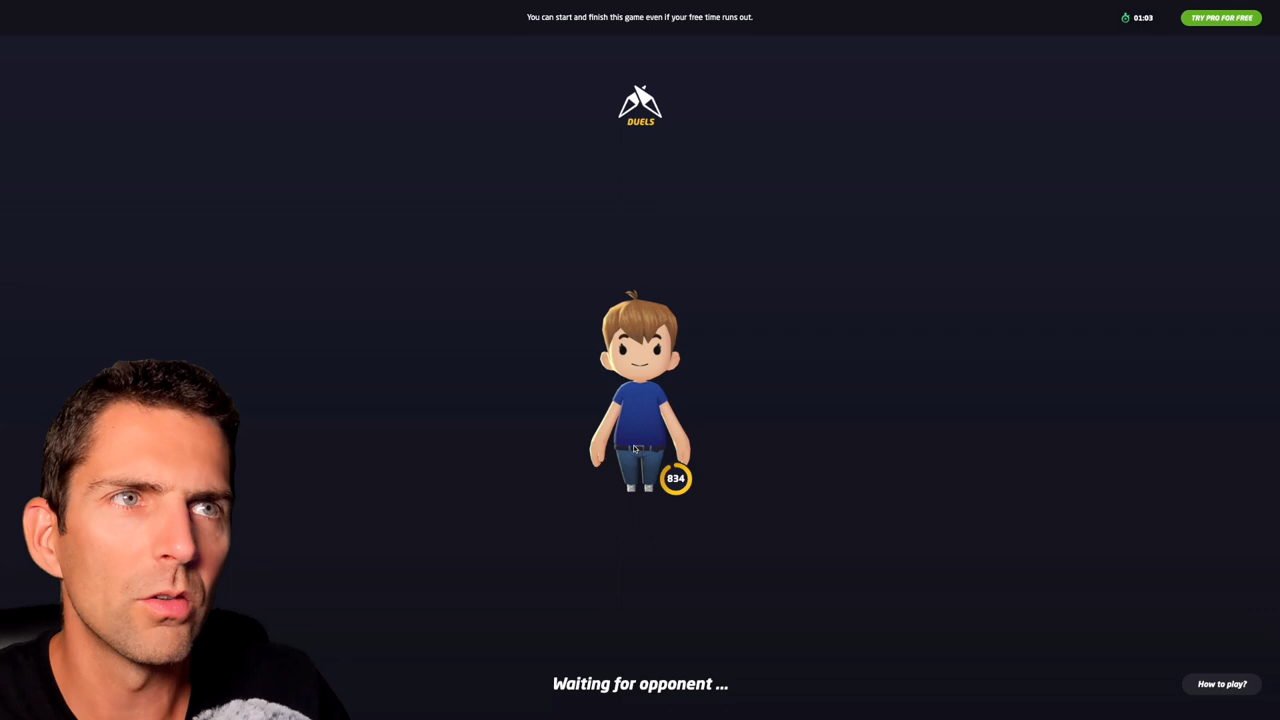 You can start and finish this game even if your free time runs out.
01:03
TRY PRO FOR FREE
DUELS
834
Waiting for opponent ...
How to play?